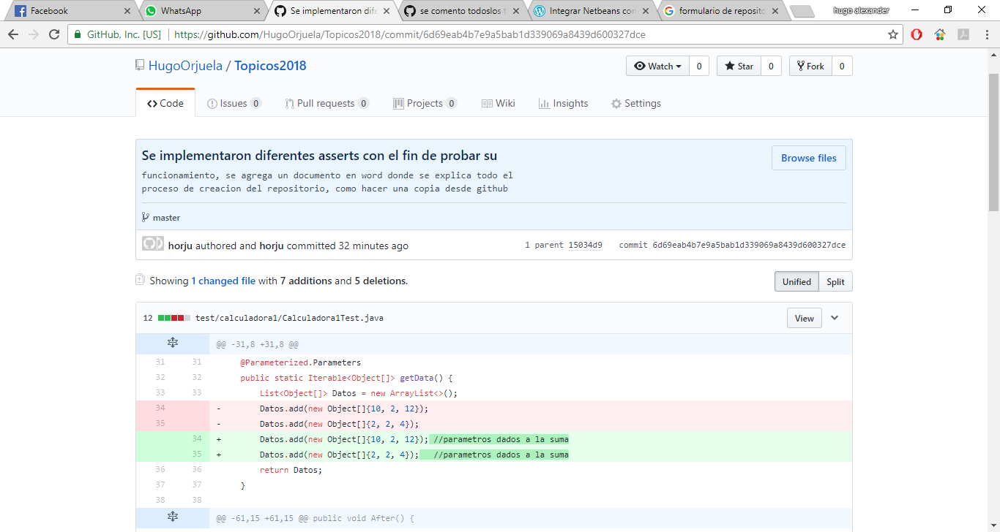 Facebook
WhatsApp
Se implementaron dife
se comento todoslos t
Integrar Netbeans con
formulario de reposito
hugo alexander
GitHub, Inc. [US]
https://github.com/HugoOrjuela/Topicos2018/commit/6d69eab4b7e9a5bab1d339069a8439d600327dce
HugoOrjuela / Topicos2018
Watch 0
Star 0
Fork 0
Code
Issues 0
Pull requests 0
Projects 0
Wiki
Insights
Settings
Se implementaron diferentes asserts con el fin de probar su
Browse files
funcionamiento, se agrega un documento en word donde se explica todo el
proceso de creacion del repositorio, como hacer una copia desde github
master
horju authored and horju committed 32 minutes ago
1 parent 15034d9 commit 6d69eab4b7e9a5bab1d339069a8439d600327dce
Showing 1 changed file with 7 additions and 5 deletions.
Unified Split
12 test/calculadora1/Calculadora1Test.java
View
@@ -31,8 +31,8 @@
31 31 @Parameterized.Parameters
32 32 public static Iterable<Object[]> getData() {
33 33 List<Object[]> Datos = new ArrayList<>();
34 - Datos.add(new Object[]{10, 2, 12});
35 - Datos.add(new Object[]{2, 2, 4});
34 + Datos.add(new Object[]{10, 2, 12}); //parametros dados a la suma
35 + Datos.add(new Object[]{2, 2, 4}); //parametros dados a la suma
36 36 return Datos;
37 37 }
38 38
@@ -61,15 +61,15 @@ public void After() {